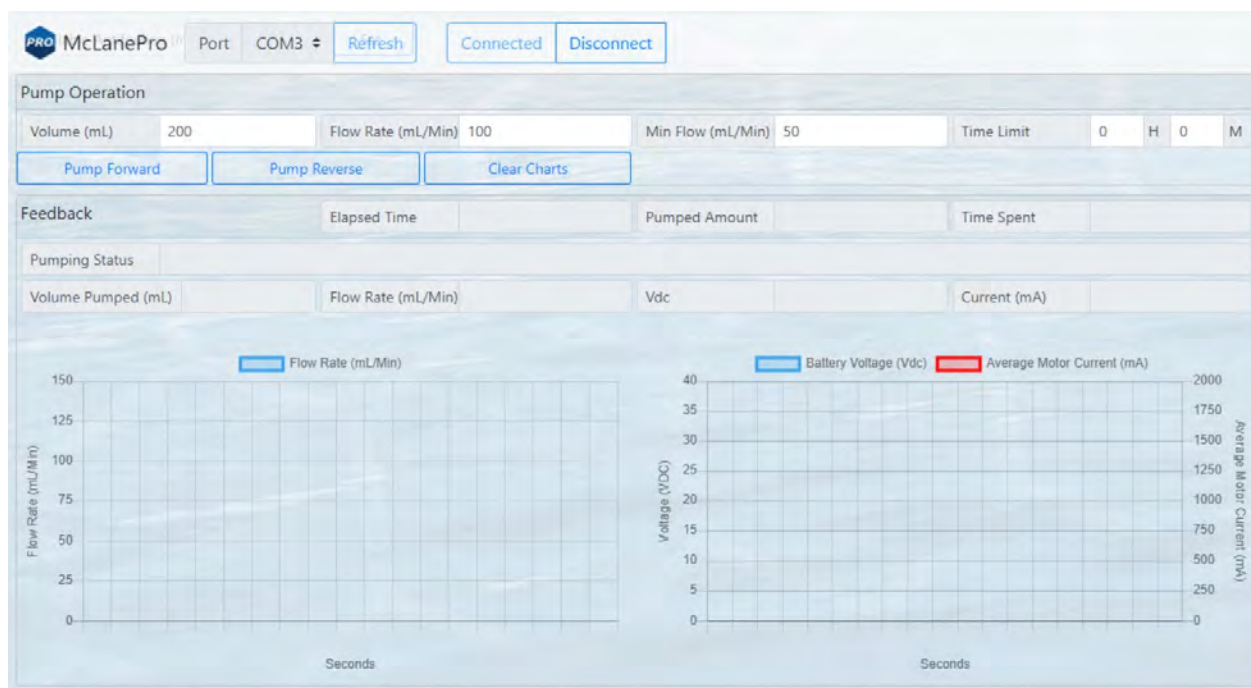 PRO McLanePro Port COM3 Refresh Connected Disconnect
Pump Operation
Volume (mL) 200 Flow Rate (mL/Min) 100 Min Flow (mL/Min) 50 Time Limit 0 H 0 M
Pump Forward Pump Reverse Clear Charts
Feedback Elapsed Time Pumped Amount Time Spent
Pumping Status
Volume Pumped (mL) Flow Rate (mL/Min) Vdc Current (mA)
Flow Rate (mL/Min)
150
125
100
75
50
25
0
Flow Rate (mL/Min)
Seconds
Battery Voltage (Vdc) Average Motor Current (mA)
40
35
30
25
20
15
10
5
0
Voltage (VDC)
2000
1750
1500
1250
1000
750
500
250
0
Average Motor Current (mA)
Seconds